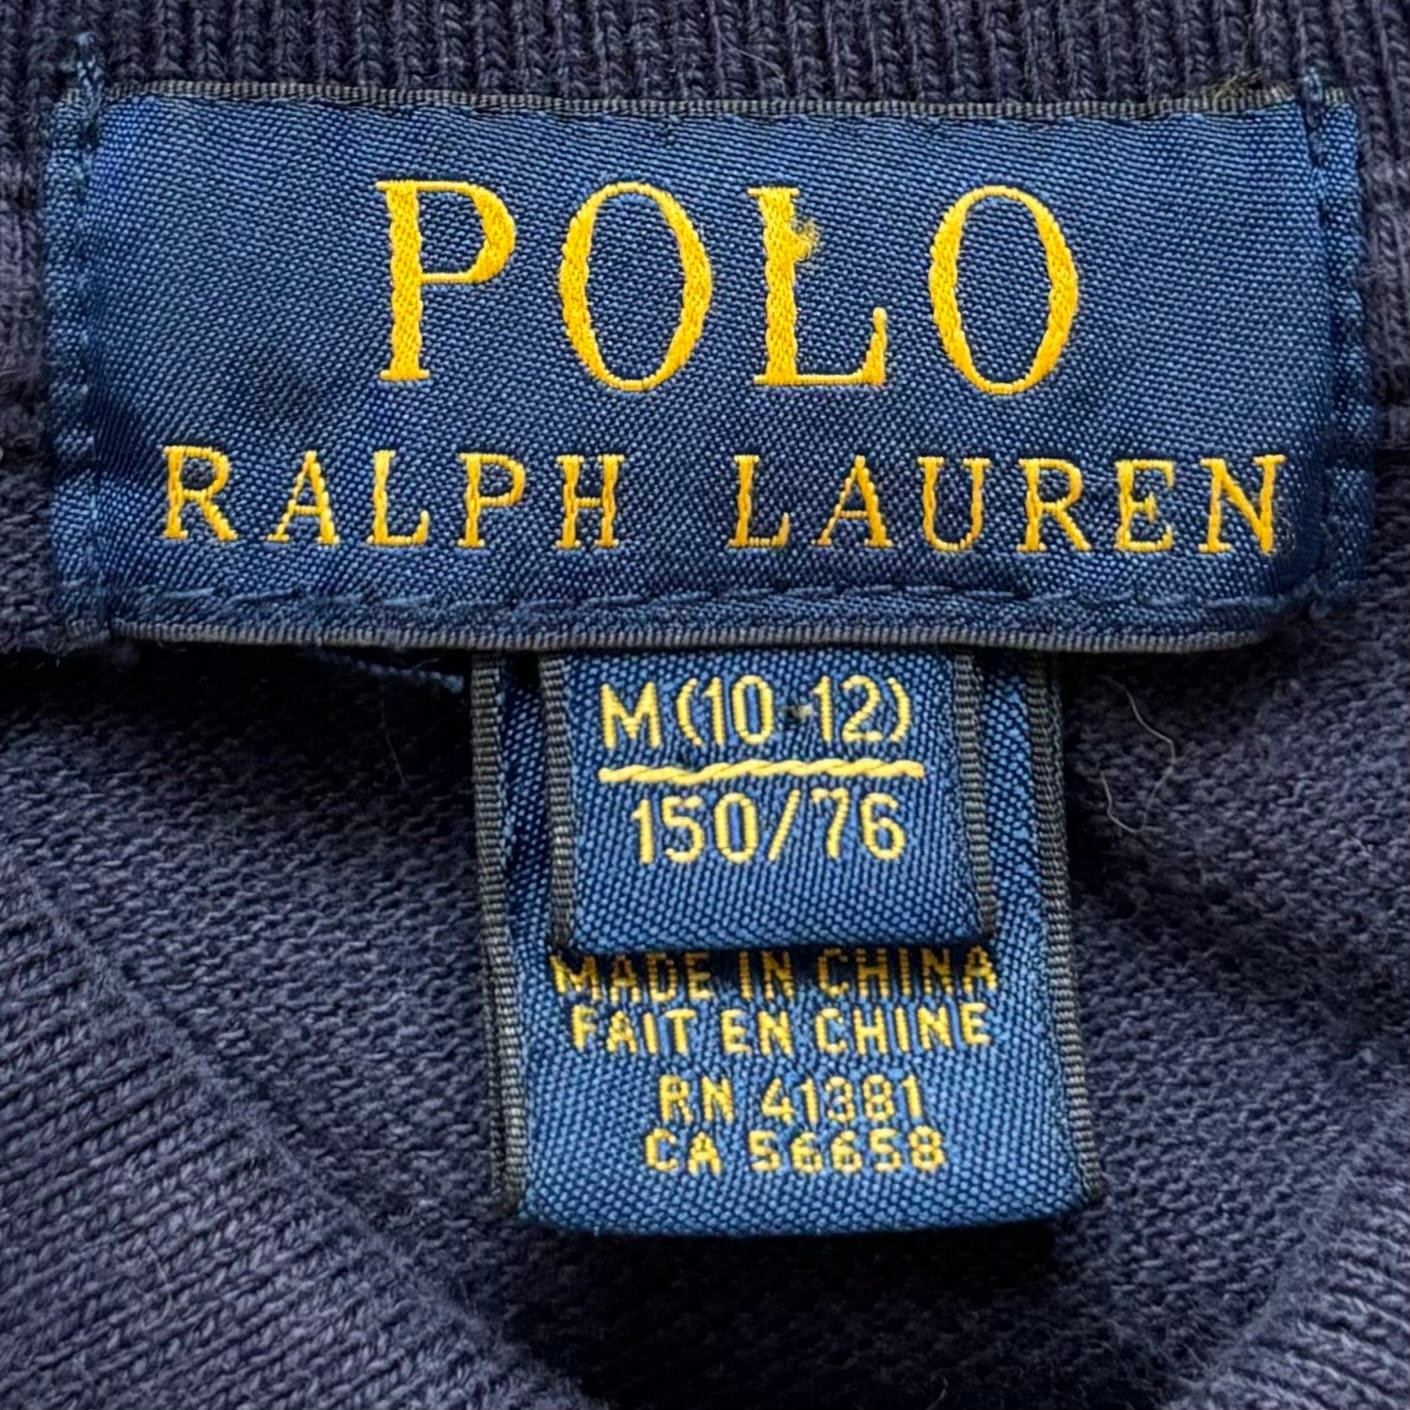 POLO
RALPH LAUREN
M(10-12)
150/76
MADE IN CHINA
FAIT EN CHINE
RN 41381
CA 56658